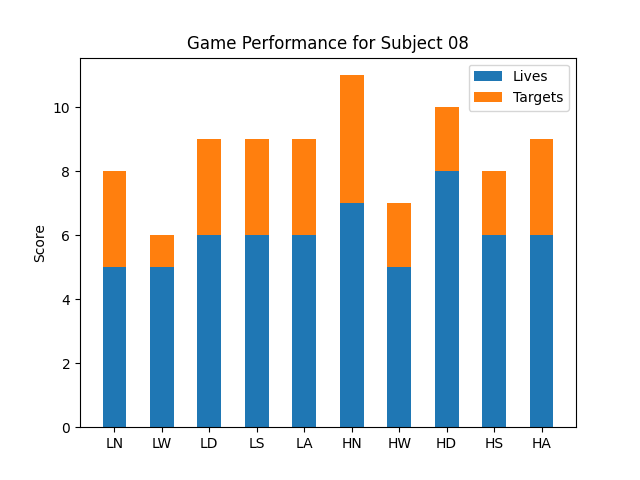 Game Performance for Subject 08
Lives
Targets
Score
10
8
6
4
2
0
LN LW LD LS LA HN HW HD HS HA